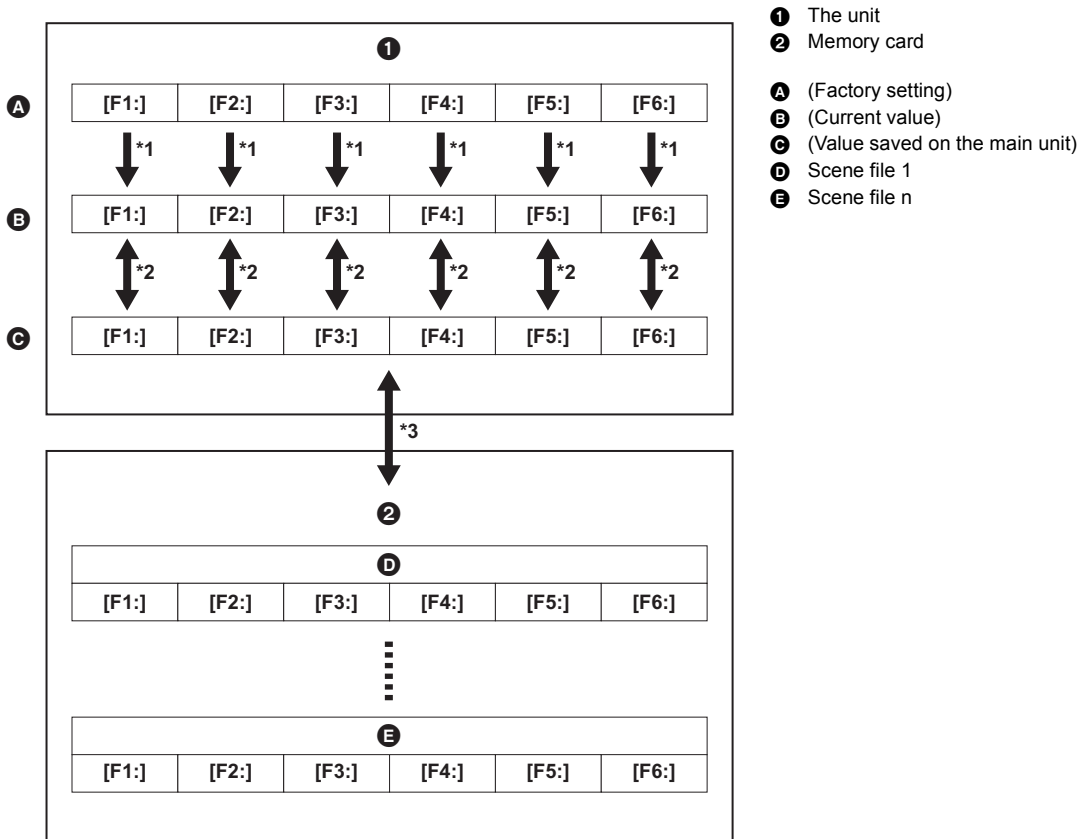 ❶
Ⓐ [F1:] [F2:] [F3:] [F4:] [F5:] [F6:]
*1 *1 *1 *1 *1 *1
Ⓑ [F1:] [F2:] [F3:] [F4:] [F5:] [F6:]
*2 *2 *2 *2 *2 *2
Ⓒ [F1:] [F2:] [F3:] [F4:] [F5:] [F6:]
*3
❷
Ⓓ
[F1:] [F2:] [F3:] [F4:] [F5:] [F6:]
Ⓔ
[F1:] [F2:] [F3:] [F4:] [F5:] [F6:]
❶ The unit
❷ Memory card
Ⓐ (Factory setting)
Ⓑ (Current value)
Ⓒ (Value saved on the main unit)
Ⓓ Scene file 1
Ⓔ Scene file n